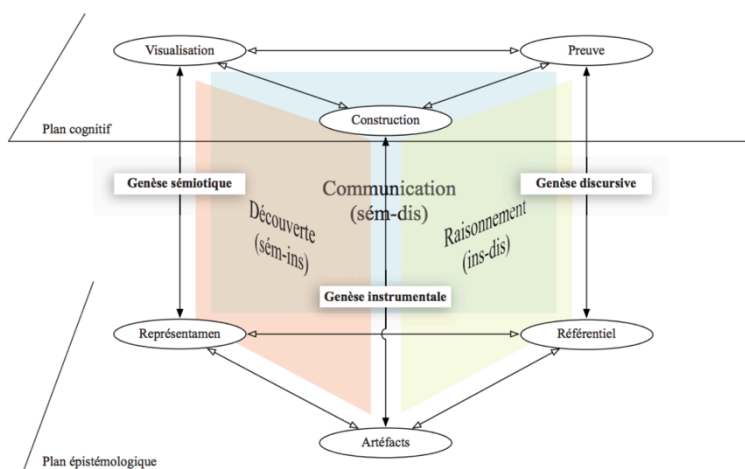 Visualisation
Preuve
Construction
Plan cognitif
Genèse sémiotique
Communication
(sém-dis)
Genèse discursive
Découverte
(sém-ins)
Raisonnement
(ins-dis)
Genèse instrumentale
Représentamen
Référentiel
Artéfacts
Plan épistémologique